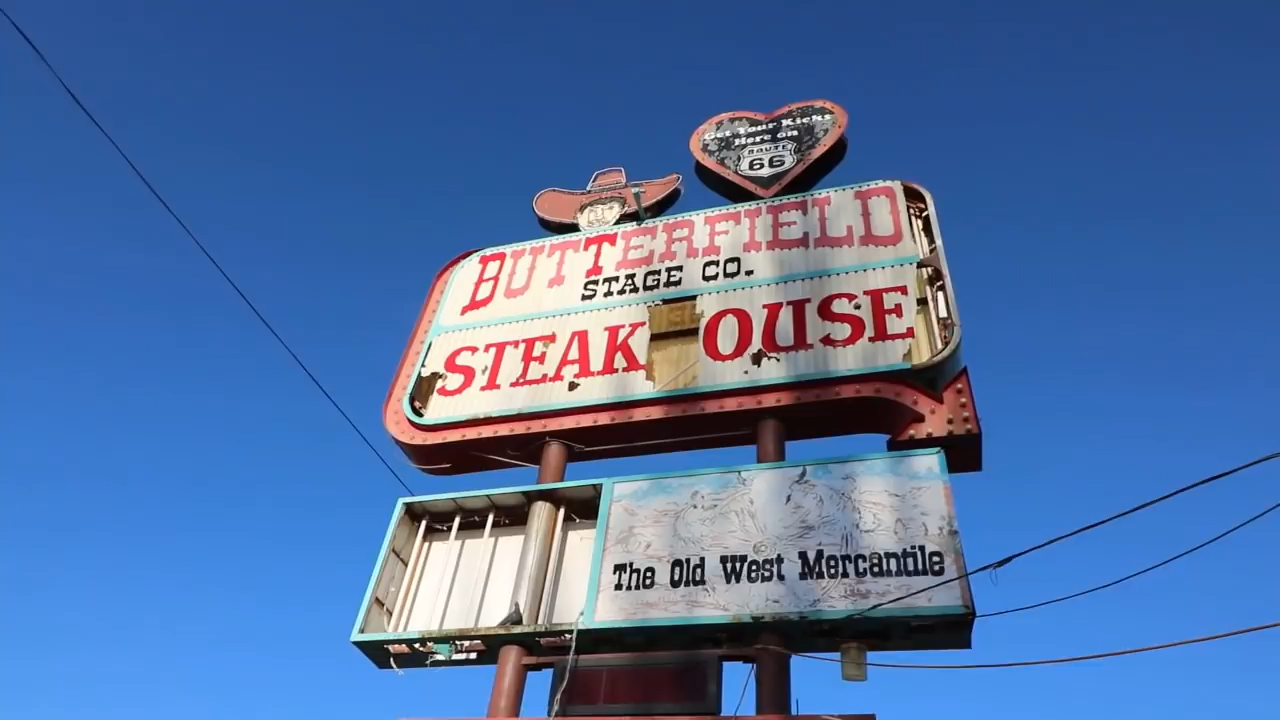 Get Your Kicks
Here on
ROUTE
66
BUTTERFIELD
STAGE CO.
STEAK OUSE
The Old West Mercantile